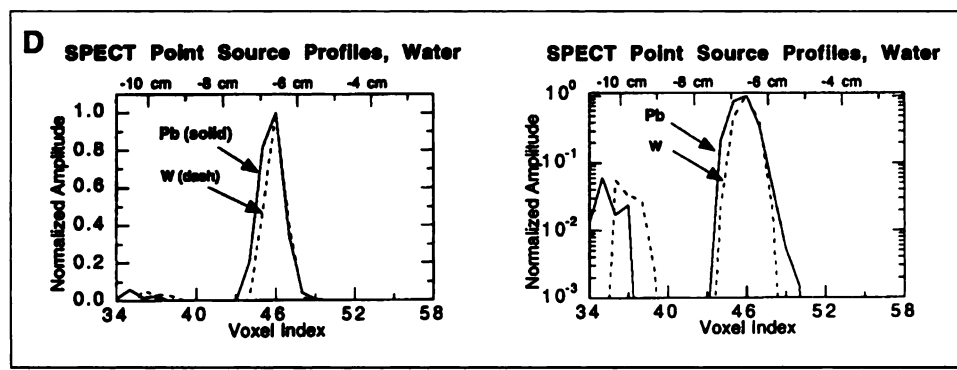 D
SPECT Point Source Profiles, Water
-10 cm -8 cm -6 cm -4 cm
1.0
0.8
0.6
0.4
0.2
0.0
Normalized Amplitude
Pb (solid)
W (dash)
34 40 46 52 58
Voxel Index
SPECT Point Source Profiles, Water
-10 cm -8 cm -6 cm -4 cm
10^0
10^-1
10^-2
10^-3
Normalized Amplitude
Pb
W
34 40 46 52 58
Voxel Index